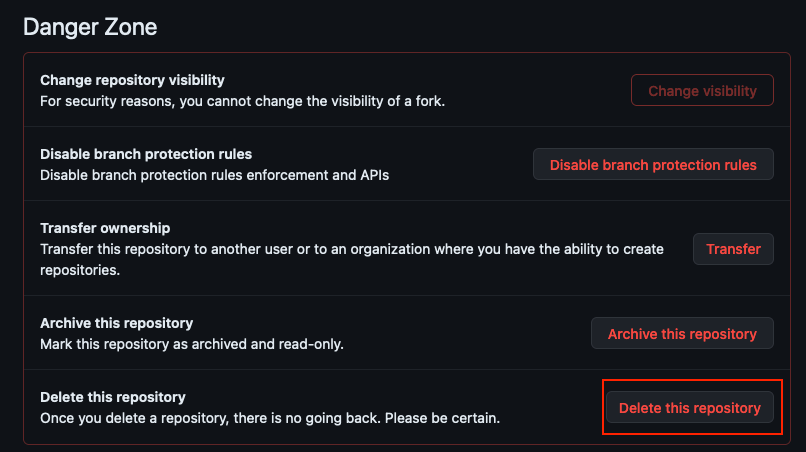 Danger Zone
Change repository visibility
For security reasons, you cannot change the visibility of a fork.
Change visibility
Disable branch protection rules
Disable branch protection rules enforcement and APIs
Disable branch protection rules
Transfer ownership
Transfer this repository to another user or to an organization where you have the ability to create
repositories.
Transfer
Archive this repository
Mark this repository as archived and read-only.
Archive this repository
Delete this repository
Once you delete a repository, there is no going back. Please be certain.
Delete this repository